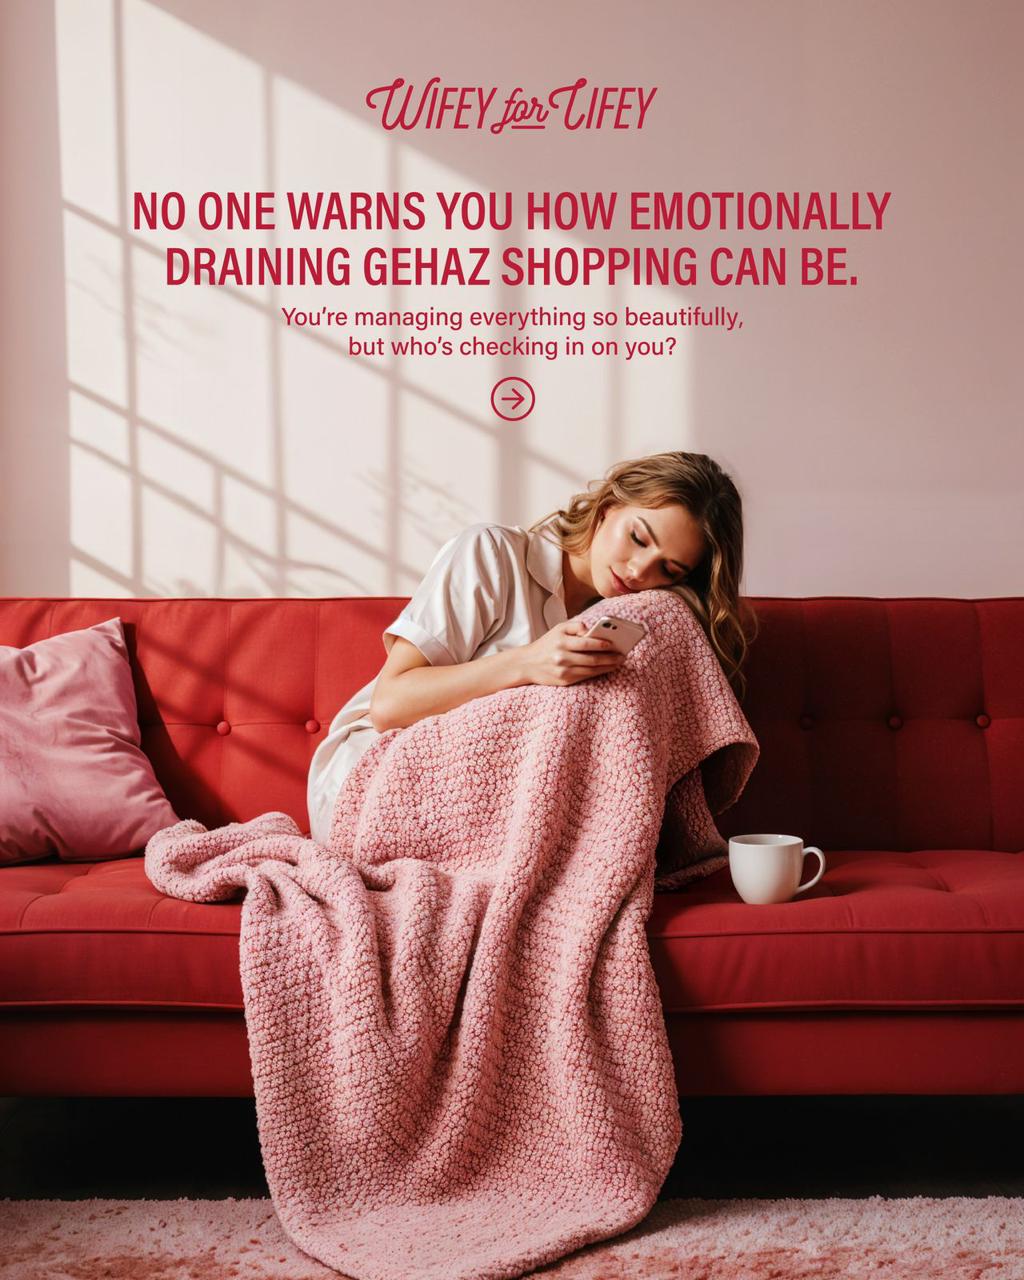 WIFEY for LIFEY
NO ONE WARNS YOU HOW EMOTIONALLY
DRAINING GEHAZ SHOPPING CAN BE.
You're managing everything so beautifully,
but who's checking in on you?